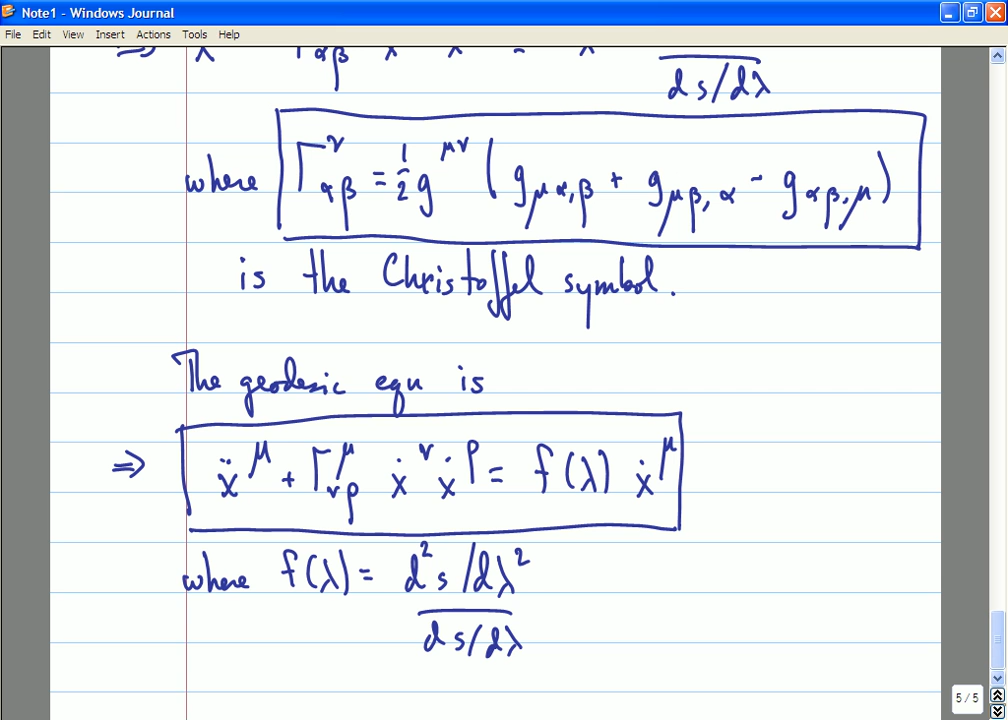 Note1 - Windows Journal
File Edit View Insert Actions Tools Help
ds/dλ
where Γ^ν_αβ = 1/2 g^μν ( g_μα,β + g_μβ,α - g_αβ,μ )
is the Christoffel symbol.
The geodesic equ is
⇒ ẍ^μ + Γ^μ_νρ ẋ^ν ẋ^ρ = f(λ) ẋ^μ
where f(λ) = d²s/dλ²
ds/dλ
5/5